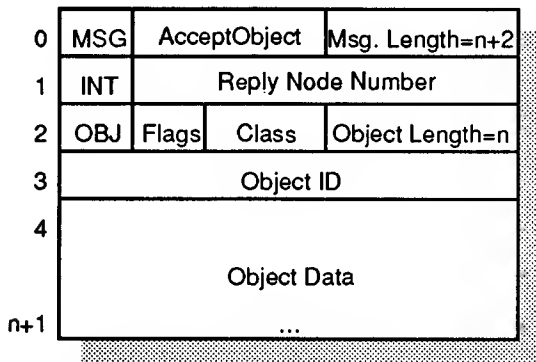 0 MSG AcceptObject Msg. Length=n+2
1 INT Reply Node Number
2 OBJ Flags Class Object Length=n
3 Object ID
4
Object Data
n+1 ...